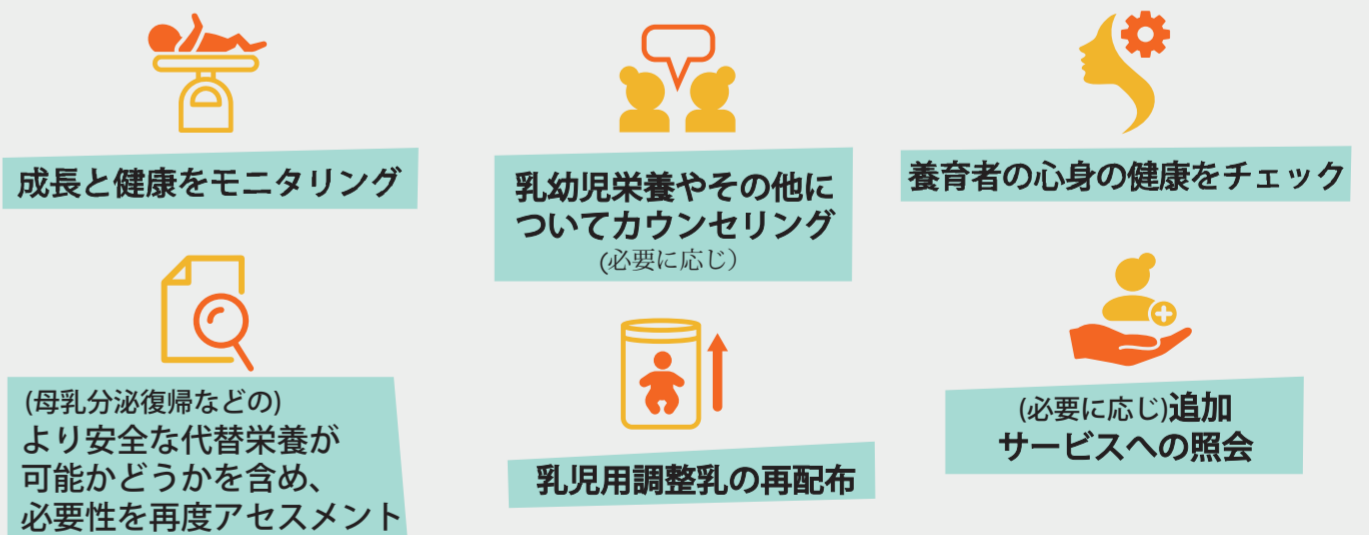 成長と健康をモニタリング
乳幼児栄養やその他に
ついてカウンセリング
(必要に応じ）
養育者の心身の健康をチェック
(母乳分泌復帰などの)
より安全な代替栄養が
可能かどうかを含め、
必要性を再度アセスメント
乳児用調整乳の再配布
(必要に応じ)追加
サービスへの照会